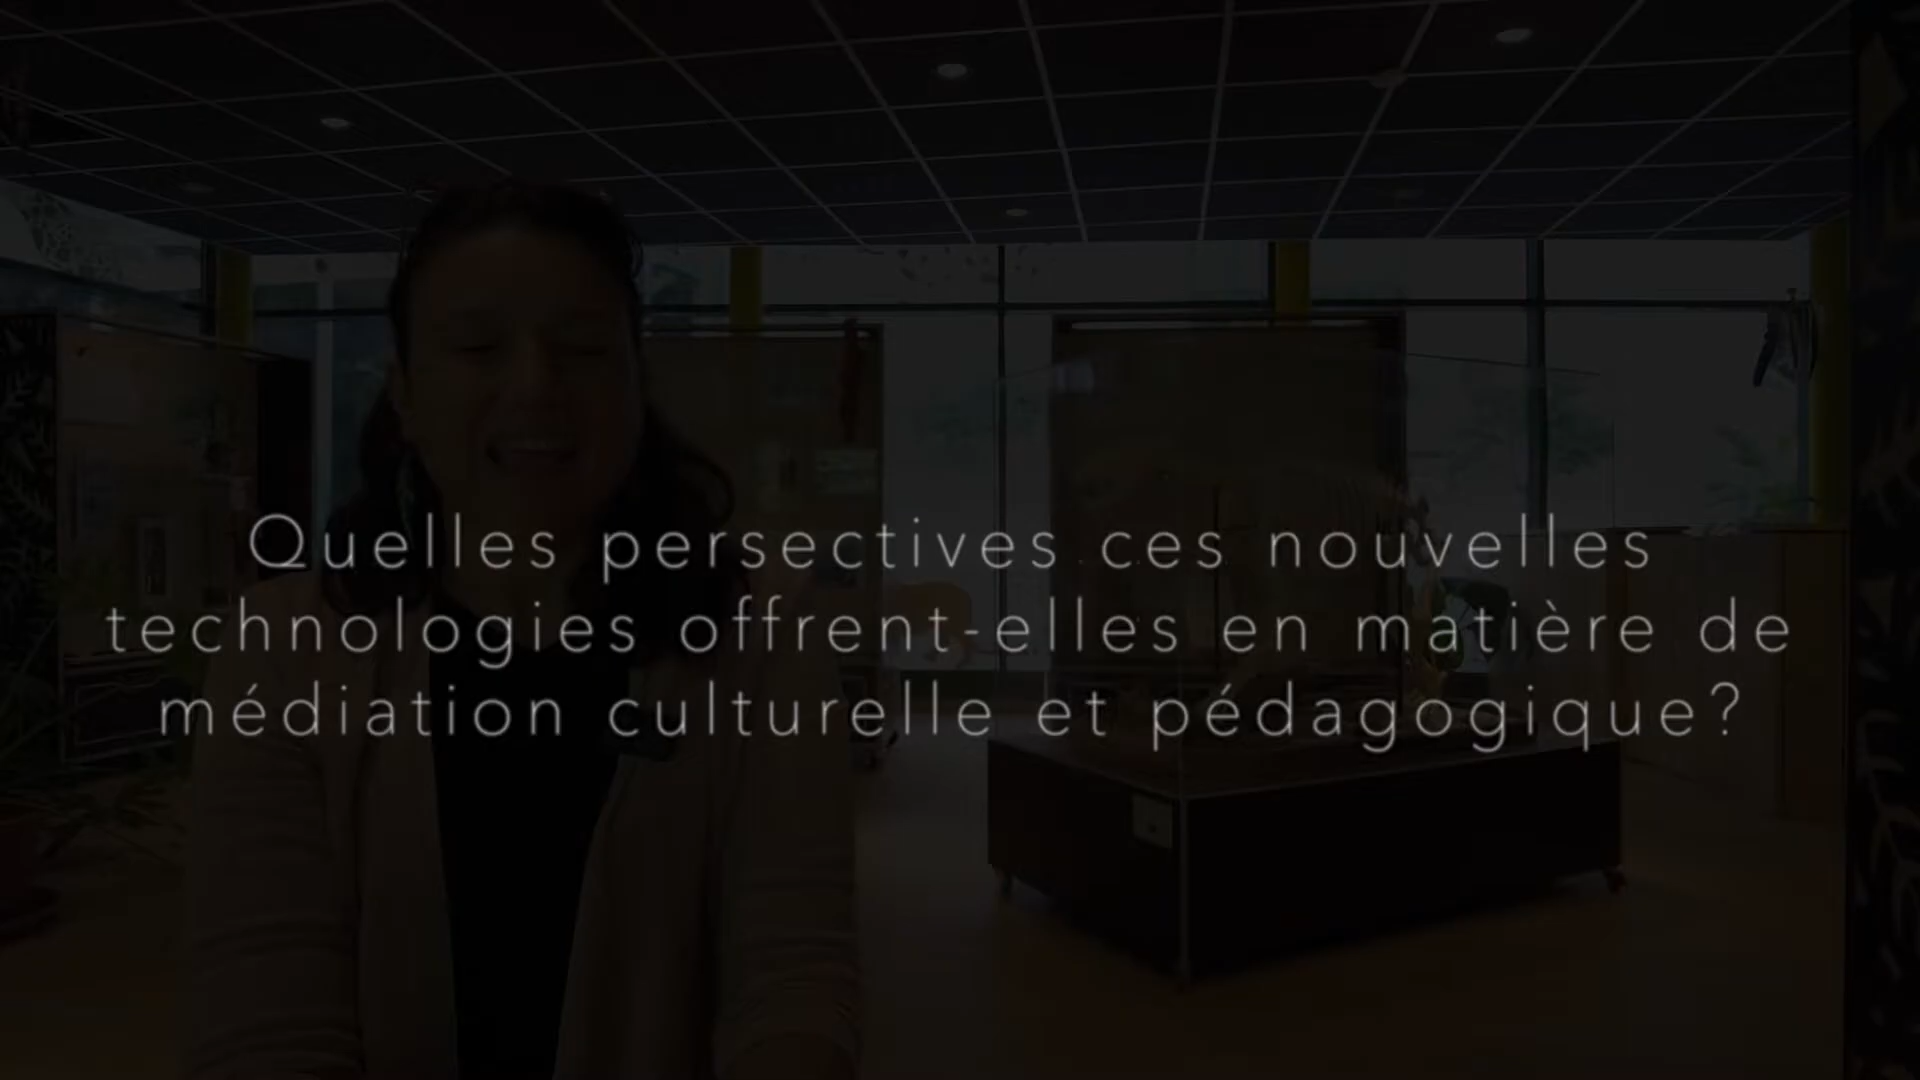 Quelles persectives ces nouvelles
technologies offrent-elles en matière de
médiation culturelle et pédagogique?